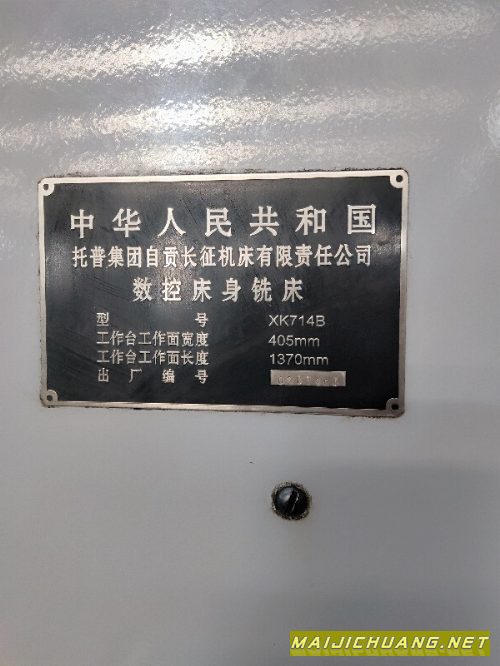 中华人民共和国
托普集团自贡长征机床有限责任公司
数控床身铣床
型号 XK714B
工作台工作面宽度 405mm
工作台工作面长度 1370mm
出厂编号
MAIJICHUANG.NET